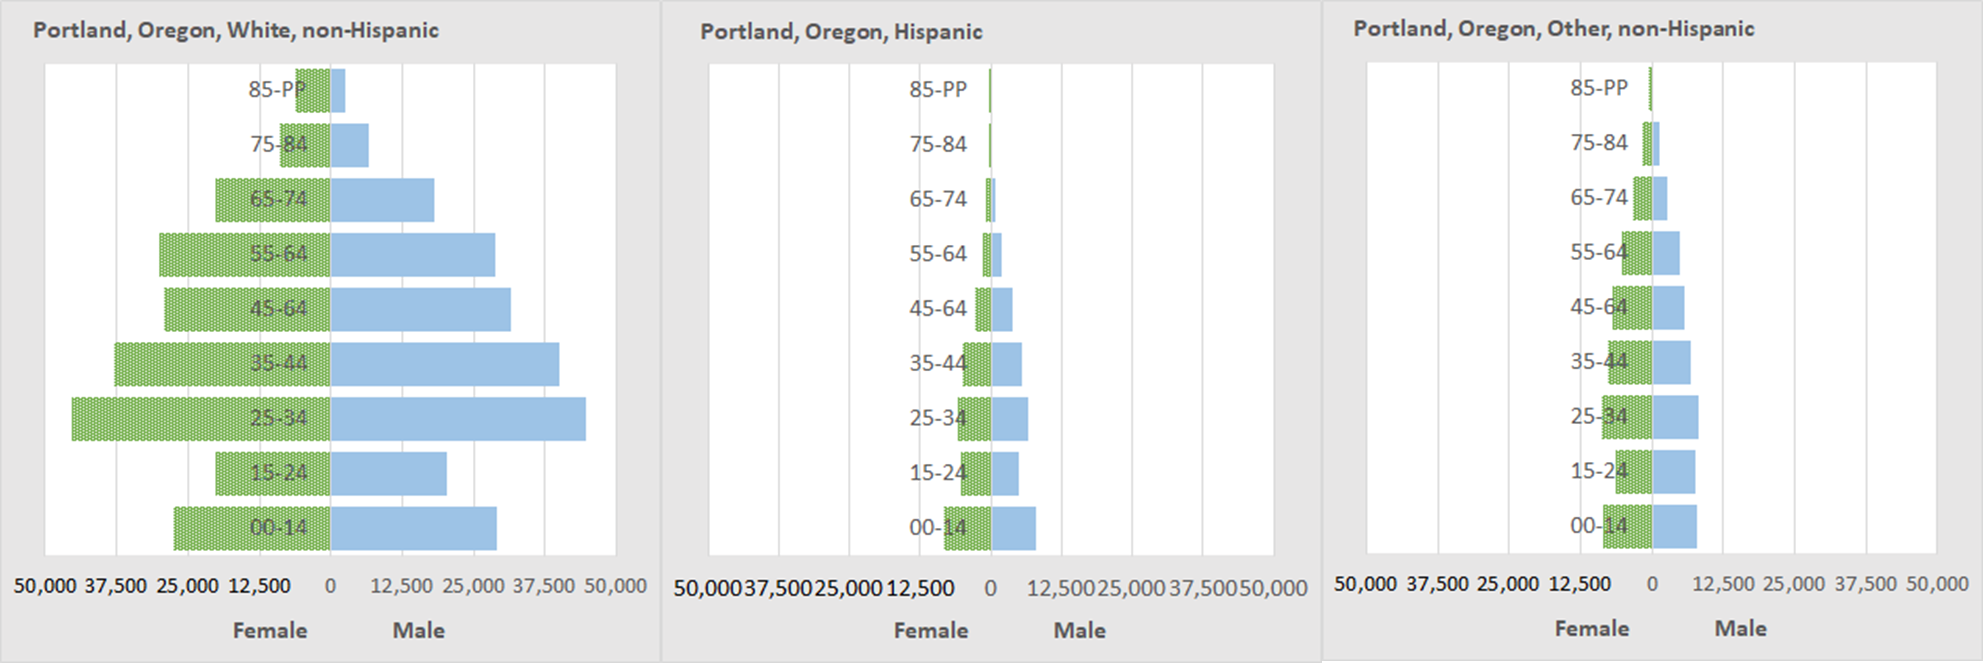 Portland, Oregon, White, non-Hispanic
85-PP
75-84
65-74
55-64
45-64
35-44
25-34
15-24
00-14
50,000 37,500 25,000 12,500 0 12,500 25,000 37,500 50,000
Female Male
Portland, Oregon, Hispanic
85-PP
75-84
65-74
55-64
45-64
35-44
25-34
15-24
00-14
50,000 37,500 25,000 12,500 0 12,500 25,000 37,500 50,000
Female Male
Portland, Oregon, Other, non-Hispanic
85-PP
75-84
65-74
55-64
45-64
35-44
25-34
15-24
00-14
50,000 37,500 25,000 12,500 0 12,500 25,000 37,500 50,000
Female Male